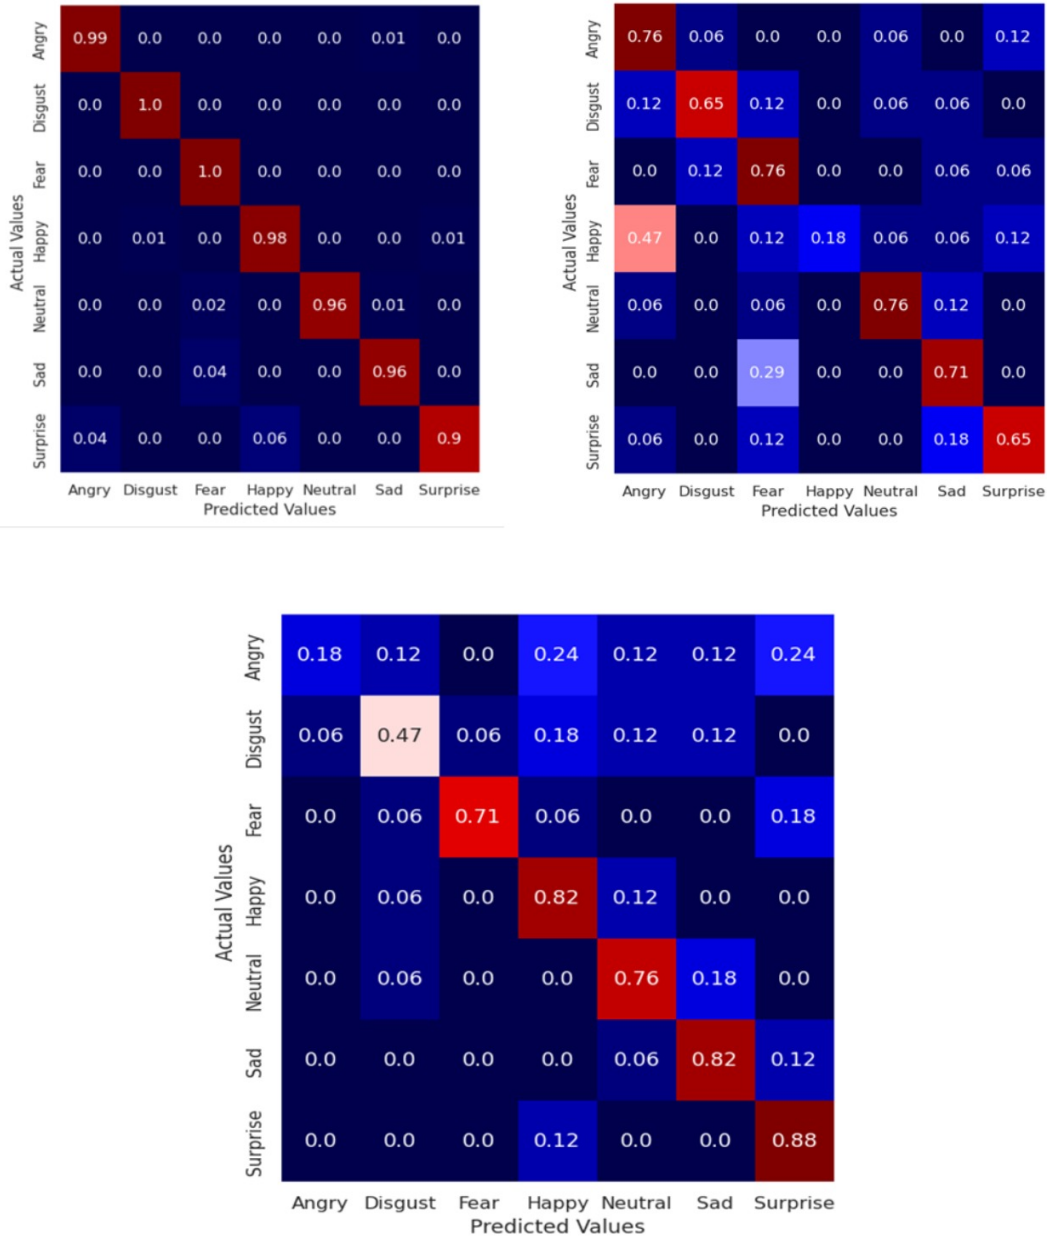 Angry 0.99 0.0 0.0 0.0 0.0 0.01 0.0
Disgust 0.0 1.0 0.0 0.0 0.0 0.0 0.0
Fear 0.0 0.0 1.0 0.0 0.0 0.0 0.0
Happy 0.0 0.01 0.0 0.98 0.0 0.0 0.01
Neutral 0.0 0.0 0.02 0.0 0.96 0.01 0.0
Sad 0.0 0.0 0.04 0.0 0.0 0.96 0.0
Surprise 0.04 0.0 0.0 0.06 0.0 0.0 0.9
Actual Values
Angry Disgust Fear Happy Neutral Sad Surprise
Predicted Values
Angry 0.76 0.06 0.0 0.0 0.06 0.0 0.12
Disgust 0.12 0.65 0.12 0.0 0.06 0.06 0.0
Fear 0.0 0.12 0.76 0.0 0.0 0.06 0.06
Happy 0.47 0.0 0.12 0.18 0.06 0.06 0.12
Neutral 0.06 0.0 0.06 0.0 0.76 0.12 0.0
Sad 0.0 0.0 0.29 0.0 0.0 0.71 0.0
Surprise 0.06 0.0 0.12 0.0 0.0 0.18 0.65
Actual Values
Angry Disgust Fear Happy Neutral Sad Surprise
Predicted Values
Angry 0.18 0.12 0.0 0.24 0.12 0.12 0.24
Disgust 0.06 0.47 0.06 0.18 0.12 0.12 0.0
Fear 0.0 0.06 0.71 0.06 0.0 0.0 0.18
Happy 0.0 0.06 0.0 0.82 0.12 0.0 0.0
Neutral 0.0 0.06 0.0 0.0 0.76 0.18 0.0
Sad 0.0 0.0 0.0 0.0 0.06 0.82 0.12
Surprise 0.0 0.0 0.0 0.12 0.0 0.0 0.88
Actual Values
Angry Disgust Fear Happy Neutral Sad Surprise
Predicted Values